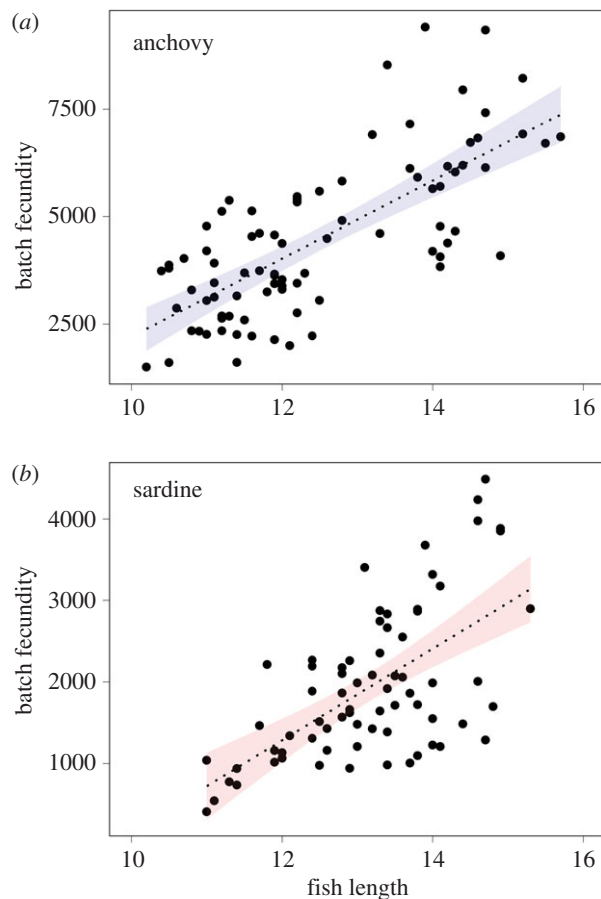 (a)
anchovy
7500
5000
2500
batch fecundity
10 12 14 16
(b)
sardine
4000
3000
2000
1000
batch fecundity
10 12 14 16
fish length